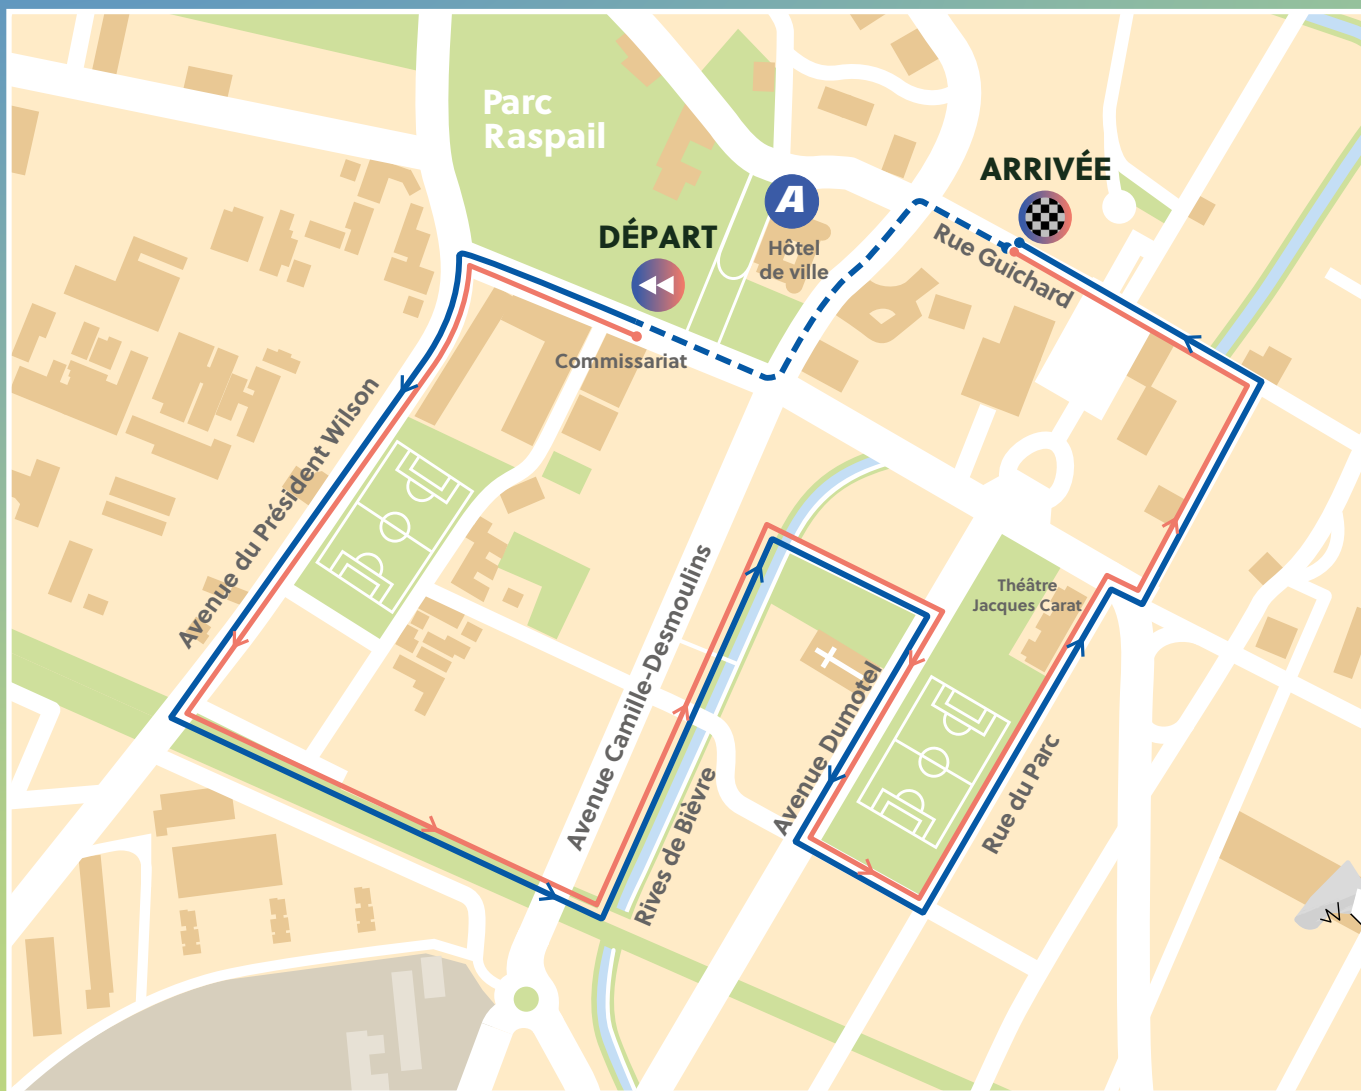 Parc
Raspail
ARRIVÉE
A
DÉPART
Hôtel
de ville
Rue Guichard
Commissariat
Avenue du Président Wilson
Avenue Camille-Desmoulins
Théâtre
Jacques Carat
Avenue Dumotel
Rue du Parc
Rives de Bièvre